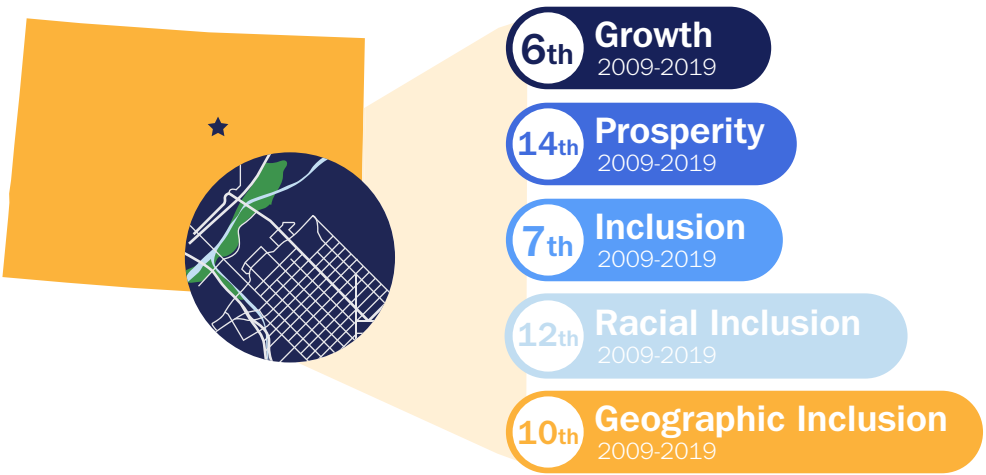 6th Growth
2009-2019
14th Prosperity
2009-2019
7th Inclusion
2009-2019
12th Racial Inclusion
2009-2019
10th Geographic Inclusion
2009-2019